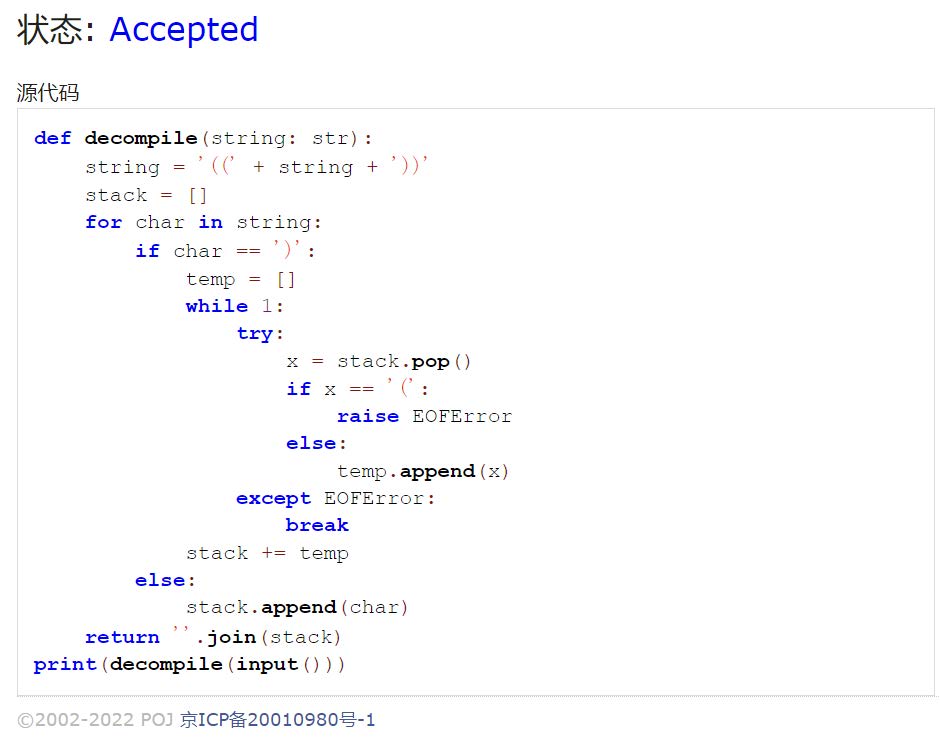 状态: Accepted
源代码
def decompile(string: str):
    string = '((' + string + '))'
    stack = []
    for char in string:
        if char == ')':
            temp = []
            while 1:
                try:
                    x = stack.pop()
                    if x == '(':
                        raise EOFError
                    else:
                        temp.append(x)
                except EOFError:
                    break
            stack += temp
        else:
            stack.append(char)
    return ''.join(stack)
print(decompile(input()))
©2002-2022 POJ 京ICP备20010980号-1